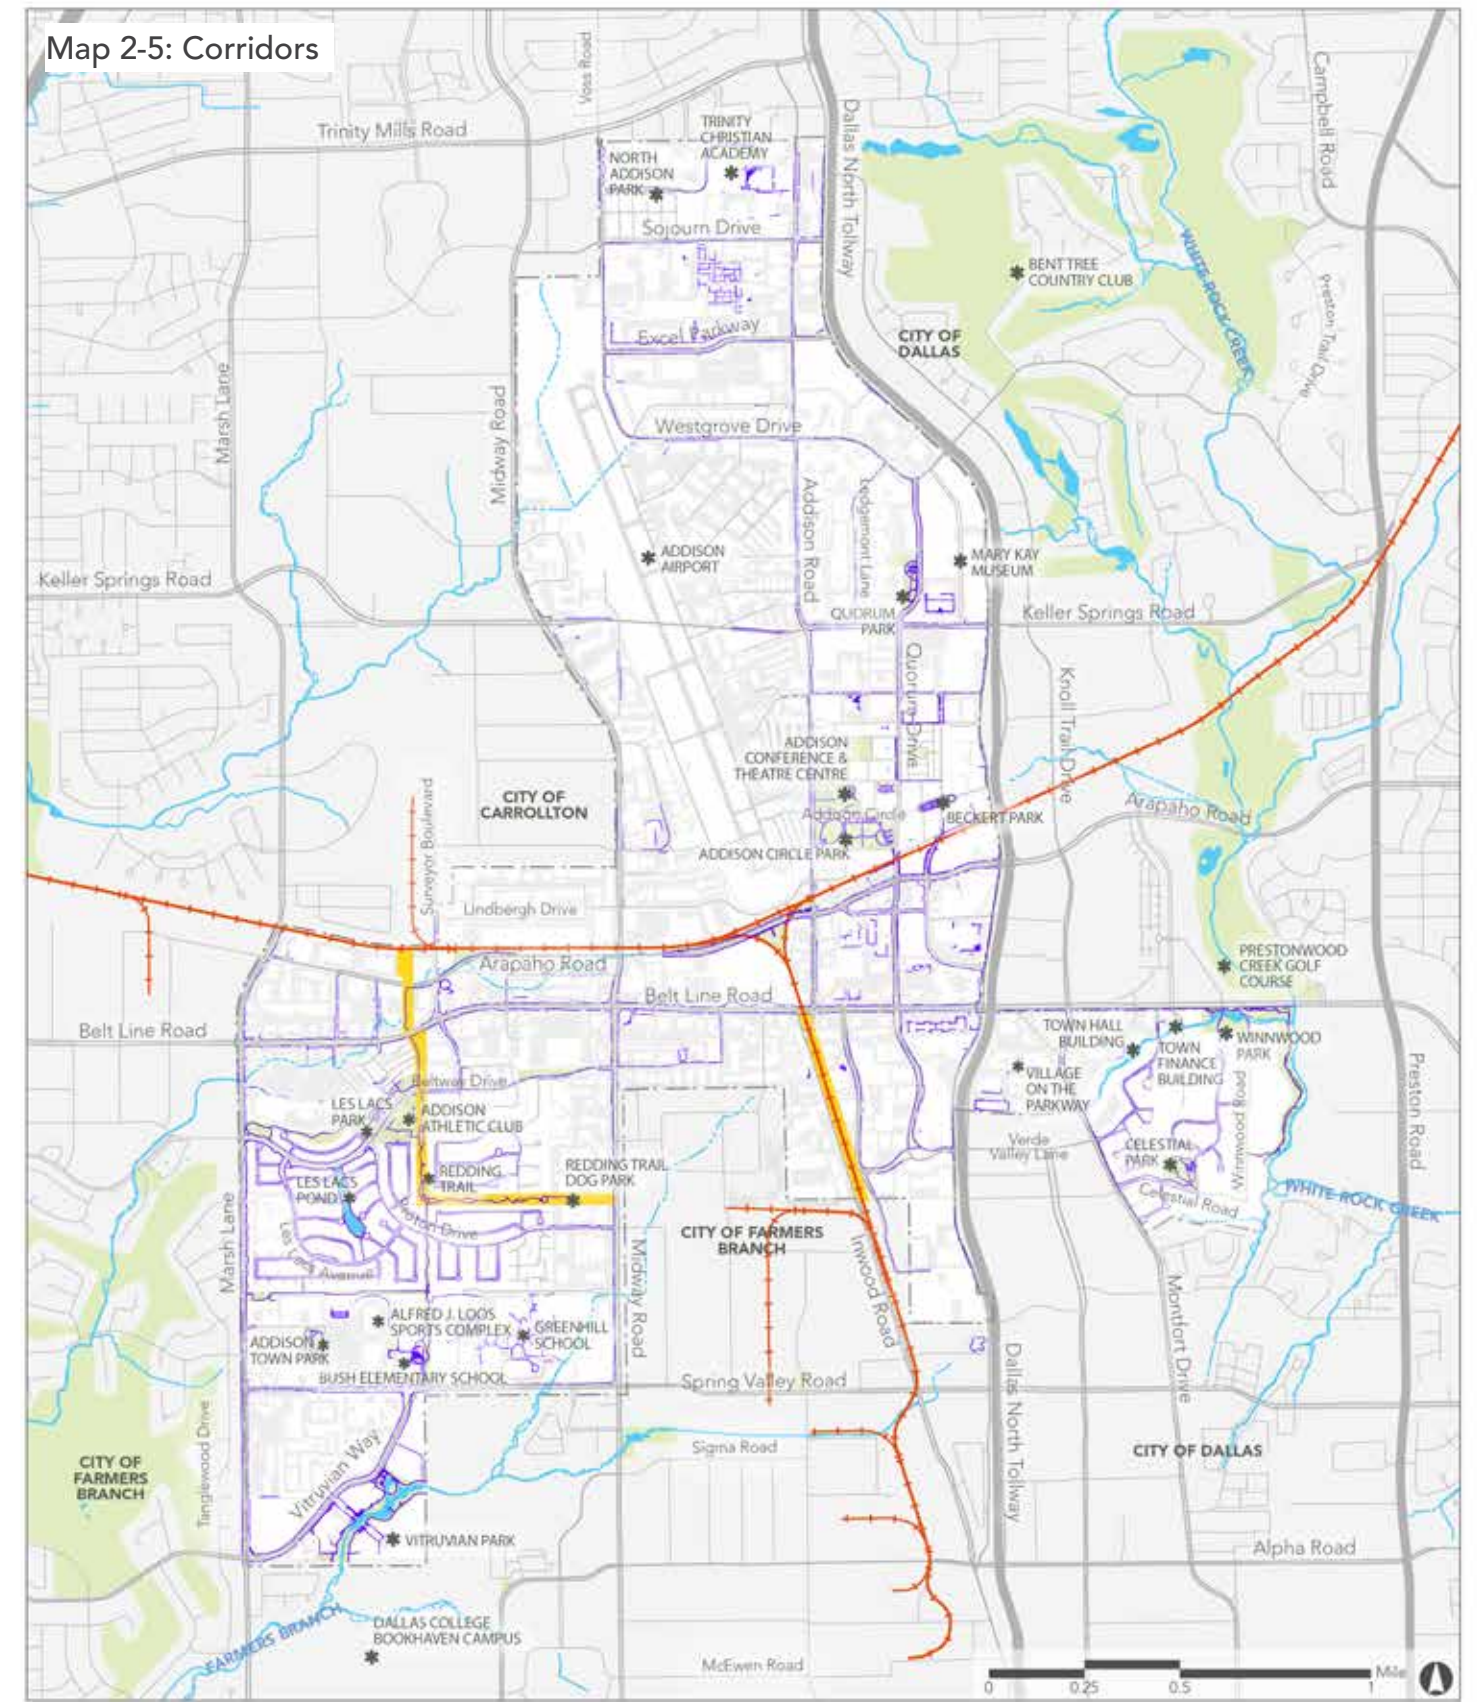 Map 2-5: Corridors
Voss Road
Campbell Road
Trinity Mills Road
Dallas North Tollway
TRINITY
CHRISTIAN
ACADEMY
NORTH
ADDISON
PARK
Sojourn Drive
WHITE ROCK CREEK
BENT TREE
COUNTRY CLUB
Preston Trail Drive
Excel Parkway
CITY OF
DALLAS
Marsh Lane
Midway Road
Westgrove Drive
Addison Road
Ledgemont Lane
ADDISON
AIRPORT
MARY KAY
MUSEUM
Keller Springs Road
QUORUM
PARK
Keller Springs Road
Quorum Drive
Knoll Trail Drive
ADDISON
CONFERENCE &
THEATRE CENTRE
CITY OF
CARROLLTON
Surveyor Boulevard
Addison Circle
BECKERT PARK
Arapaho Road
ADDISON CIRCLE PARK
Lindbergh Drive
Arapaho Road
PRESTONWOOD
CREEK GOLF
COURSE
Belt Line Road
Belt Line Road
TOWN HALL
BUILDING
TOWN
FINANCE
BUILDING
WINNWOOD
PARK
VILLAGE
ON THE
PARKWAY
Beltway Drive
LES LACS
PARK
ADDISON
ATHLETIC CLUB
Winnwood Road
Preston Road
Verde
Valley Lane
CELESTIAL
PARK
REDDING
TRAIL
REDDING TRAIL
DOG PARK
LES LACS
POND
Celestial Road
WHITE ROCK CREEK
Marsh Lane
Les Lacs Avenue
CITY OF FARMERS
BRANCH
Midway Road
Inwood Road
Montfort Drive
ALFRED J. LOOS
SPORTS COMPLEX
GREENHILL
SCHOOL
ADDISON
TOWN PARK
BUSH ELEMENTARY SCHOOL
Spring Valley Road
Dallas North Tollway
Tanglewood Drive
Vitruvian Way
Sigma Road
CITY OF DALLAS
CITY OF
FARMERS
BRANCH
VITRUVIAN PARK
Alpha Road
FARMERS BRANCH
DALLAS COLLEGE
BOOKHAVEN CAMPUS
McEwen Road
Mile
0
0.25
0.5
1